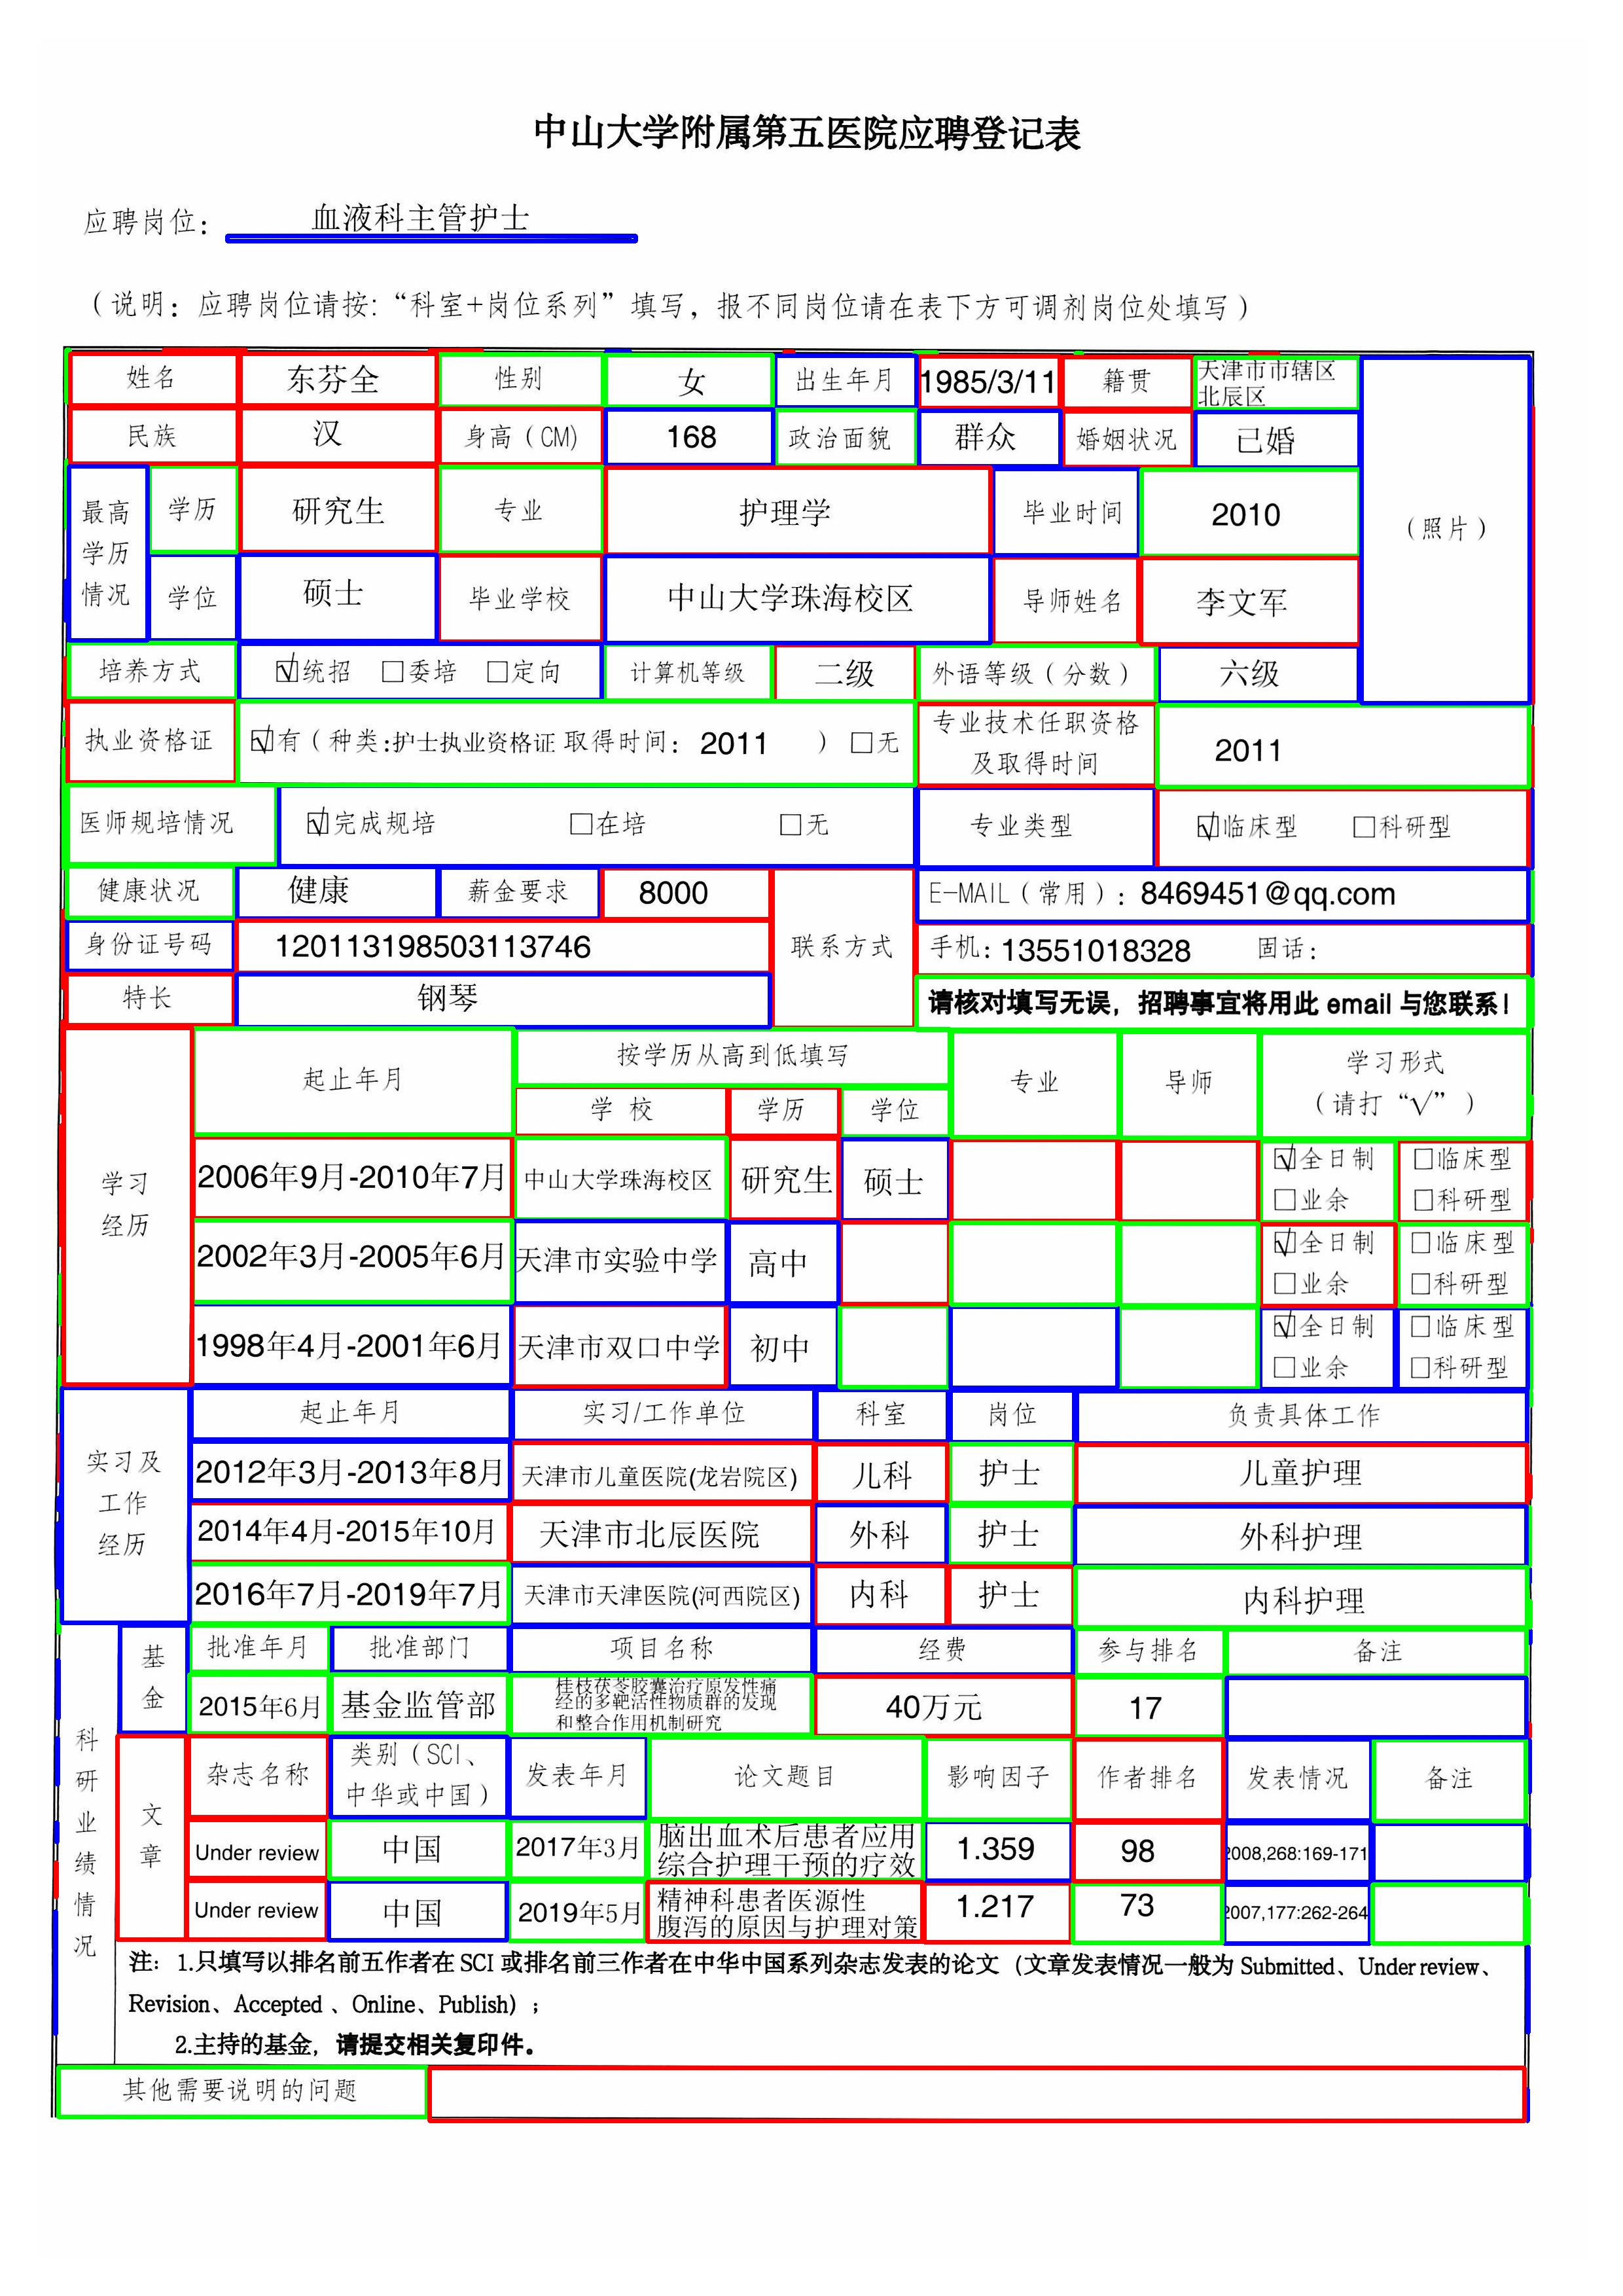 中山大学附属第五医院应聘登记表
应聘岗位： 血液科主管护士
（说明：应聘岗位请按:“科室+岗位系列”填写，报不同岗位请在表下方可调剂岗位处填写）
姓名 东芬全 性别 女 出生年月 1985/3/11 籍贯 天津市市辖区
北辰区
民族 汉 身高（CM） 168 政治面貌 群众 婚姻状况 已婚
（照片）
最高
学历
情况
学历 研究生 专业 护理学 毕业时间 2010
学位 硕士 毕业学校 中山大学珠海校区 导师姓名 李文军
培养方式 ☑统招 □委培 □定向 计算机等级 二级 外语等级（分数） 六级
执业资格证 ☑有（种类:护士执业资格证 取得时间： 2011 ） □无 专业技术任职资格
及取得时间 2011
医师规培情况 ☑完成规培 □在培 □无 专业类型 ☑临床型 □科研型
健康状况 健康 薪金要求 8000 联系方式 E-MAIL（常用）: 8469451@qq.com
身份证号码 120113198503113746 手机: 13551018328 固话:
特长 钢琴 请核对填写无误，招聘事宜将用此 email 与您联系！
学习
经历
起止年月 按学历从高到低填写 专业 导师 学习形式
（请打“√”）
学 校 学历 学位
2006年9月-2010年7月 中山大学珠海校区 研究生 硕士 ☑全日制 □临床型
□业余 □科研型
2002年3月-2005年6月 天津市实验中学 高中 ☑全日制 □临床型
□业余 □科研型
1998年4月-2001年6月 天津市双口中学 初中 ☑全日制 □临床型
□业余 □科研型
实习及
工作
经历
起止年月 实习/工作单位 科室 岗位 负责具体工作
2012年3月-2013年8月 天津市儿童医院(龙岩院区) 儿科 护士 儿童护理
2014年4月-2015年10月 天津市北辰医院 外科 护士 外科护理
2016年7月-2019年7月 天津市天津医院(河西院区) 内科 护士 内科护理
科
研
业
绩
情
况
基
金
批准年月 批准部门 项目名称 经费 参与排名 备注
2015年6月 基金监管部 桂枝茯苓胶囊治疗原发性痛
经的多靶活性物质群的发现
和整合作用机制研究 40万元 17
文
章
杂志名称 类别（SCI、
中华或中国） 发表年月 论文题目 影响因子 作者排名 发表情况 备注
Under review 中国 2017年3月 脑出血术后患者应用
综合护理干预的疗效 1.359 98 2008,268:169-171
Under review 中国 2019年5月 精神科患者医源性
腹泻的原因与护理对策 1.217 73 2007,177:262-264
注：1.只填写以排名前五作者在 SCI 或排名前三作者在中华中国系列杂志发表的论文（文章发表情况一般为 Submitted、Under review、
Revision、Accepted 、Online、Publish）；
2.主持的基金，请提交相关复印件。
其他需要说明的问题